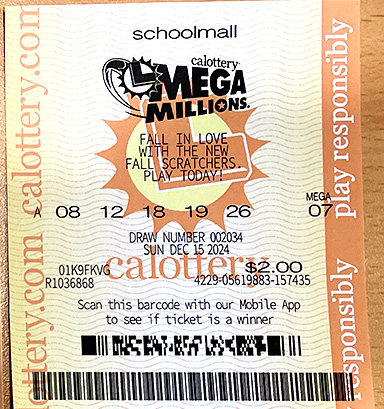 schoolmall
calottery
MEGA
MILLIONS.
FALL IN LOVE
WITH THE NEW
FALL SCRATCHERS.
PLAY TODAY!
MEGA
A 08 12 18 19 26 07
DRAW NUMBER 002034
SUN DEC 15 2024
calottery
01K9FKVG $2.00
R1036868 4229-05619883-157435
Scan this barcode with our Mobile App
to see if ticket is a winner
calottery.com
ottery.com
play responsibly
responsibly